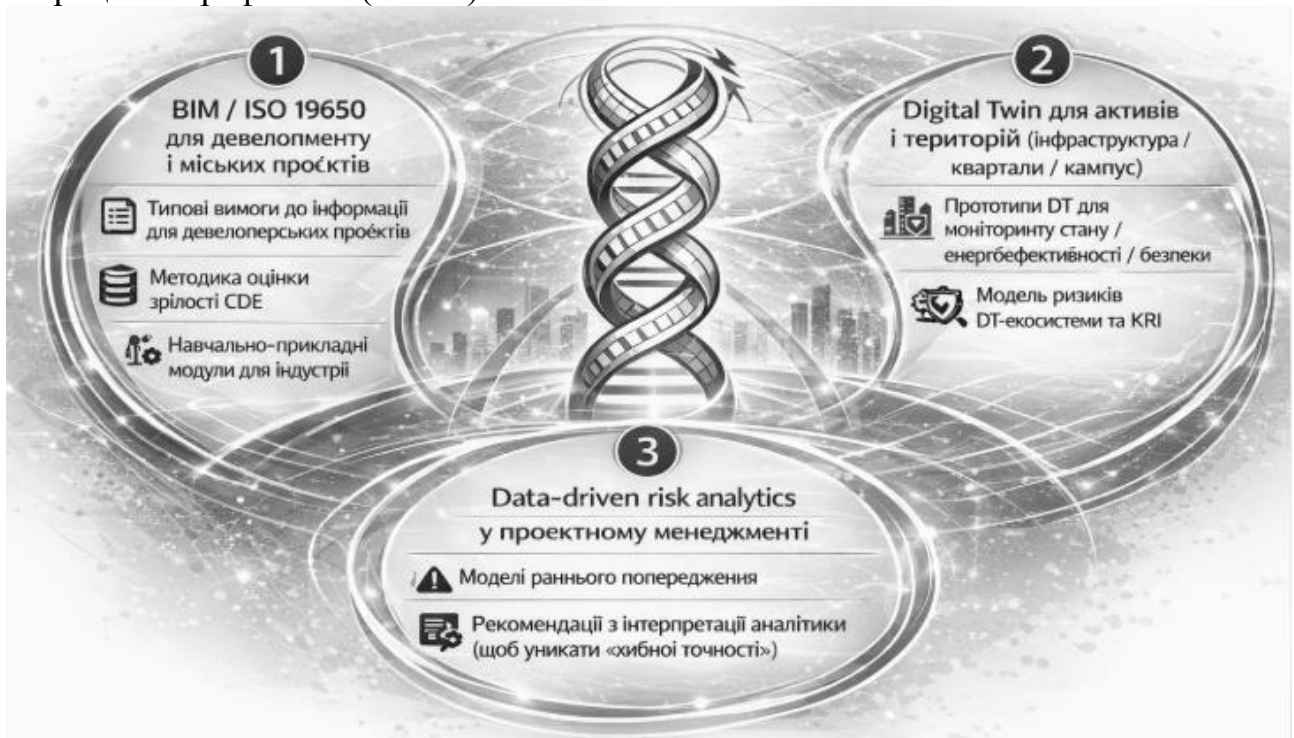 1
BIM / ISO 19650
для девелопменту
і міських проєктів
Типові вимоги до інформації
для девелоперських проєктів
Методика оцінки
зрілості CDE
Навчально-прикладні
модулі для індустрії
2
Digital Twin для активів
і територій (інфраструктура /
квартали / кампус)
Прототипи DT для
моніторингу стану /
енергбефективності / безпеки
Модель ризиків
DT-екосистеми та KRI
3
Data-driven risk analytics
у проектному менеджменті
Моделі раннього попередження
Рекомендації з інтерпретації аналітики
(щоб уникати «хибної точності»)